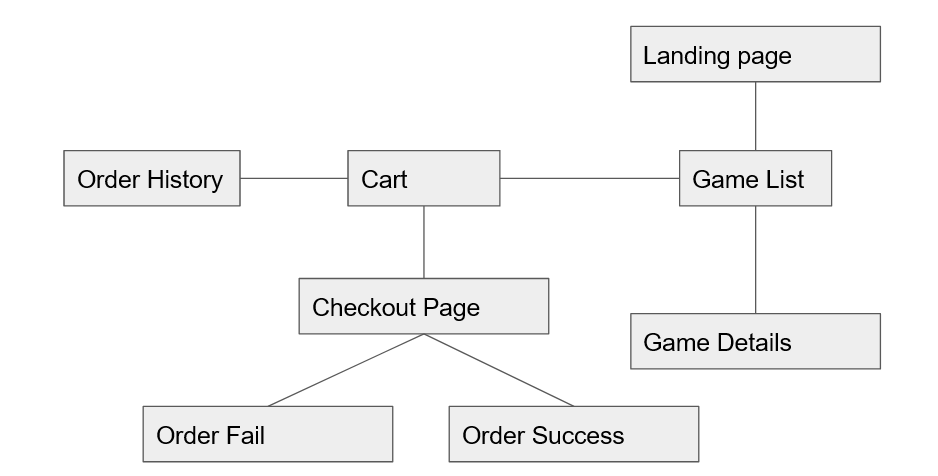 Landing page
Order History
Cart
Game List
Checkout Page
Game Details
Order Fail
Order Success